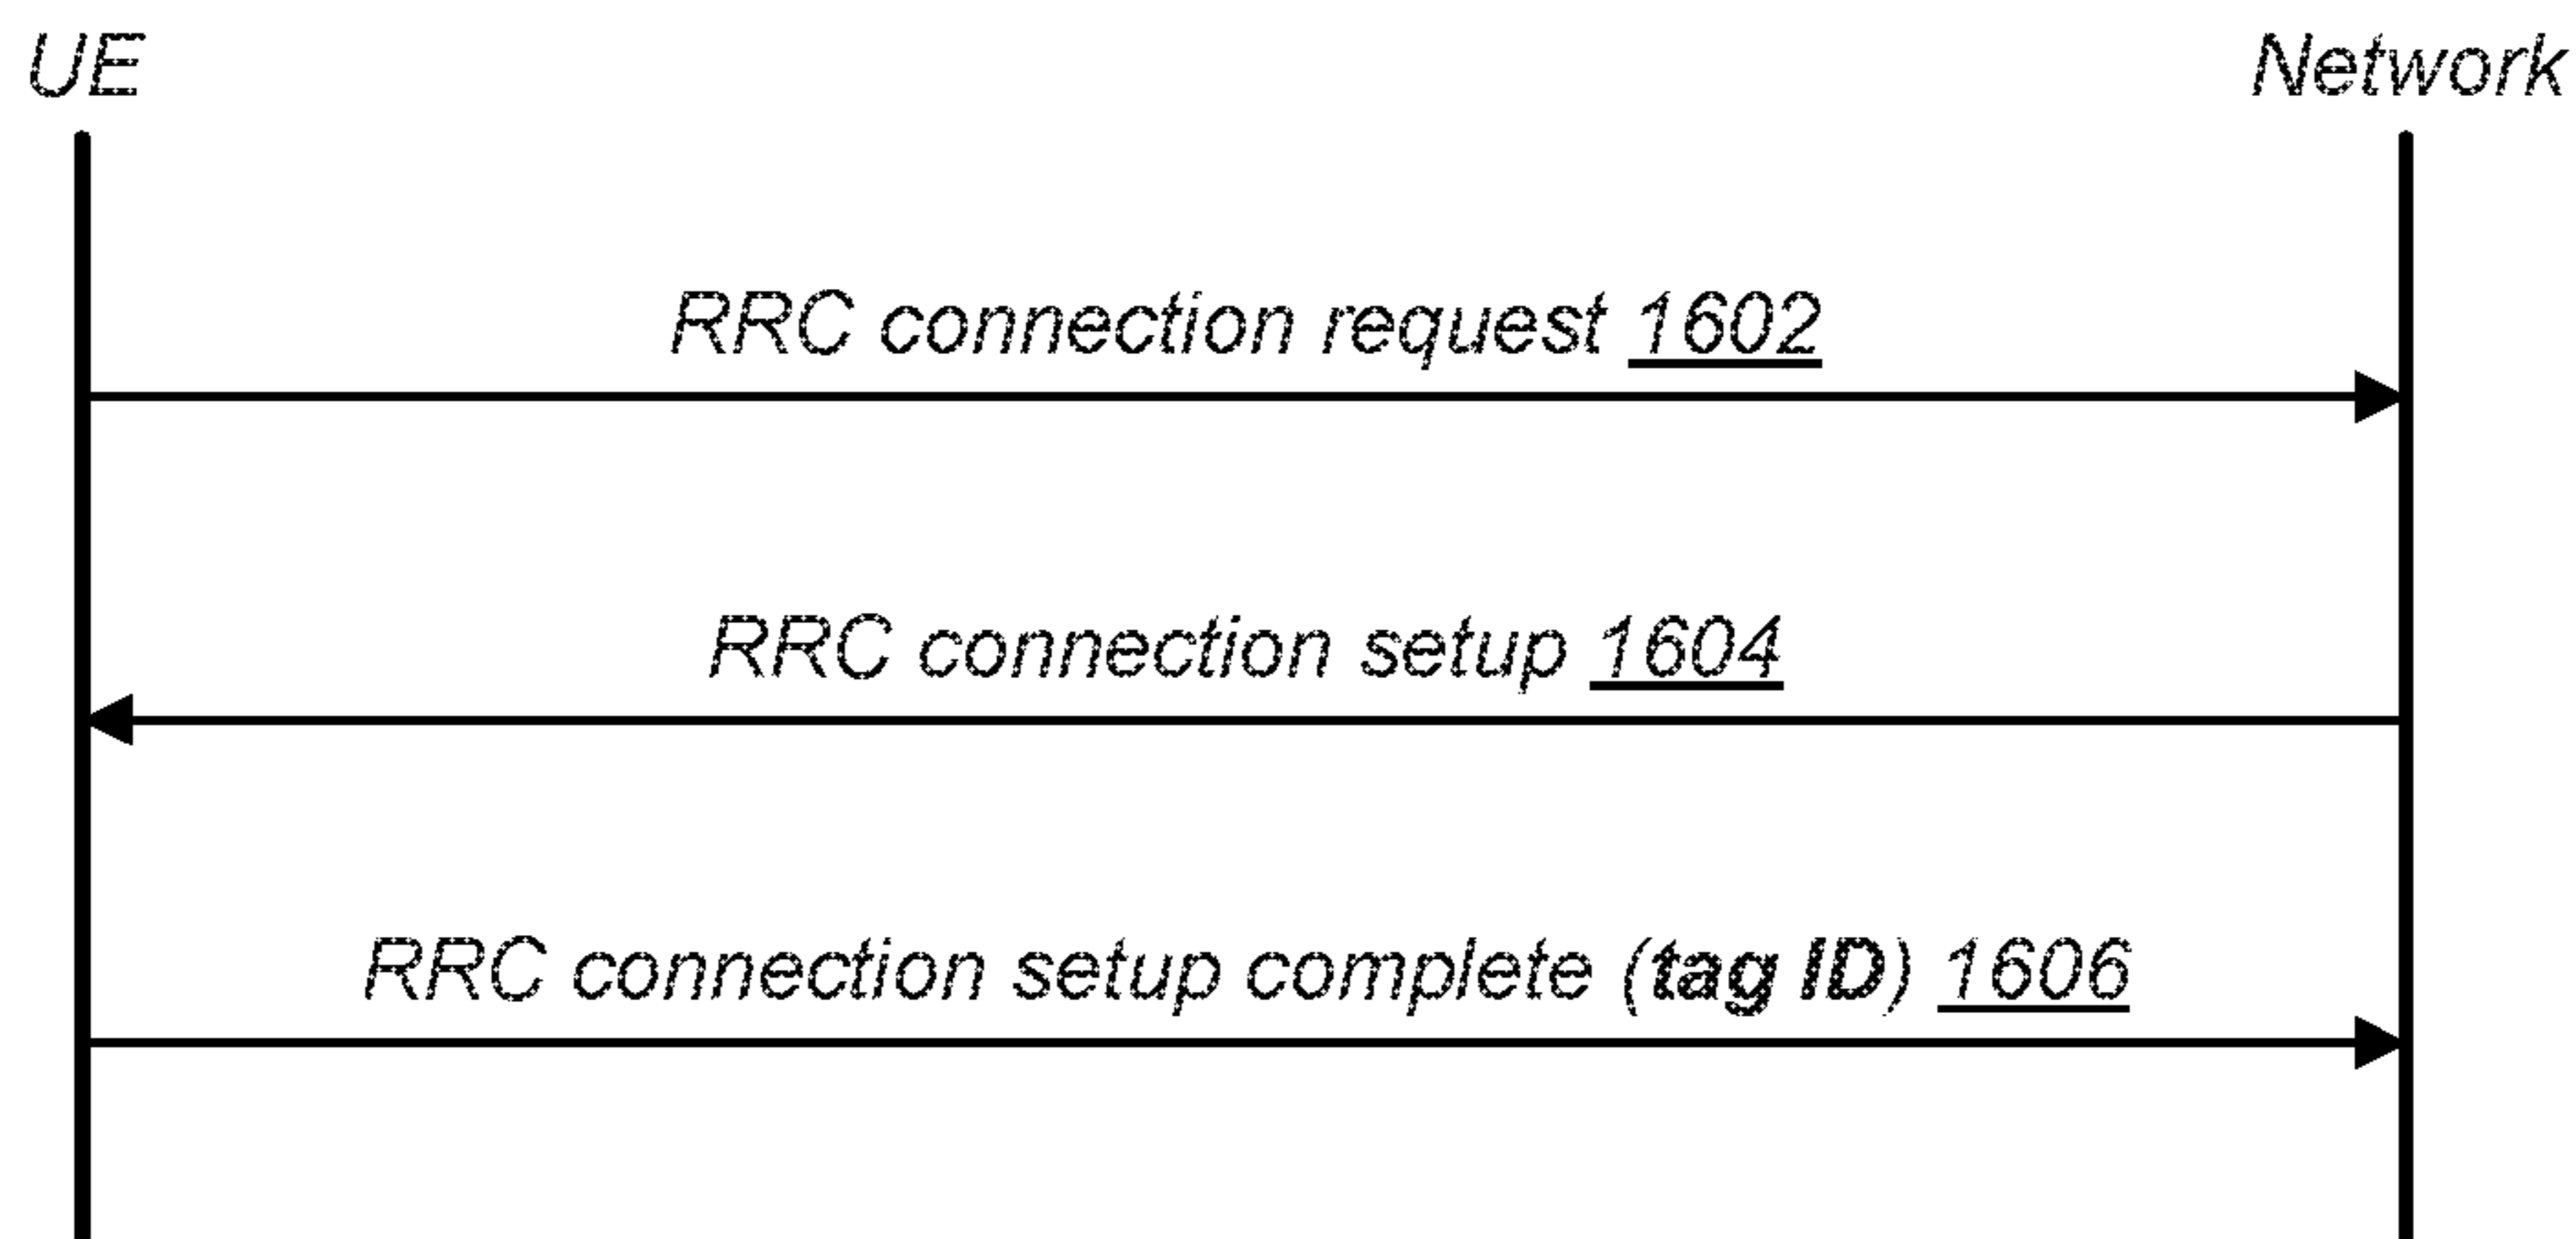 UE Network
RRC connection request 1602
RRC connection setup 1604
RRC connection setup complete (tag ID) 1606